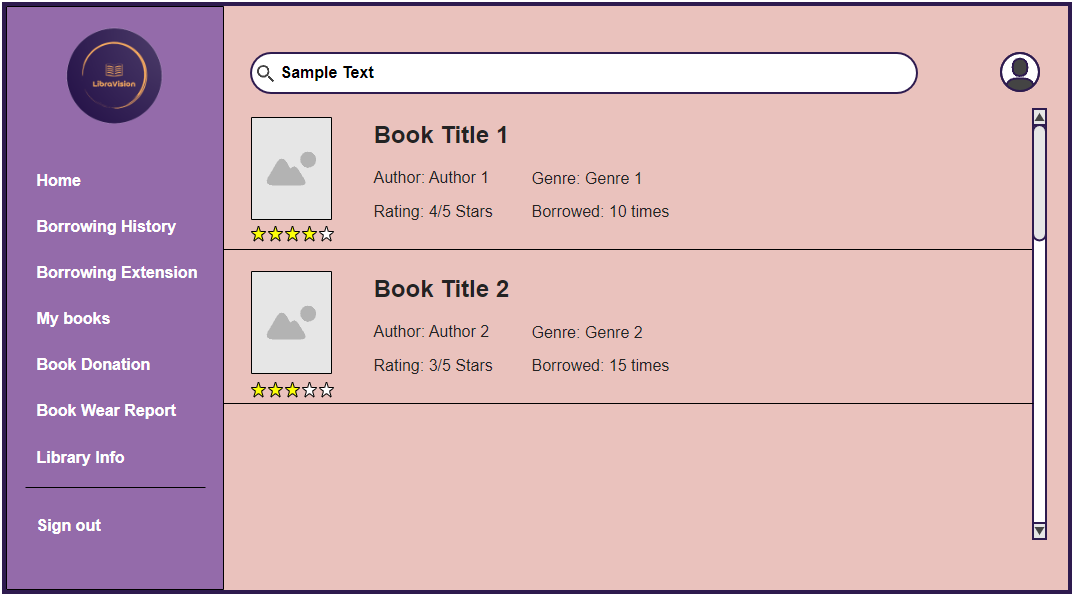 LibraVision
Home
Borrowing History
Borrowing Extension
My books
Book Donation
Book Wear Report
Library Info
Sign out
Sample Text
Book Title 1
Author: Author 1 Genre: Genre 1
Rating: 4/5 Stars Borrowed: 10 times
Book Title 2
Author: Author 2 Genre: Genre 2
Rating: 3/5 Stars Borrowed: 15 times